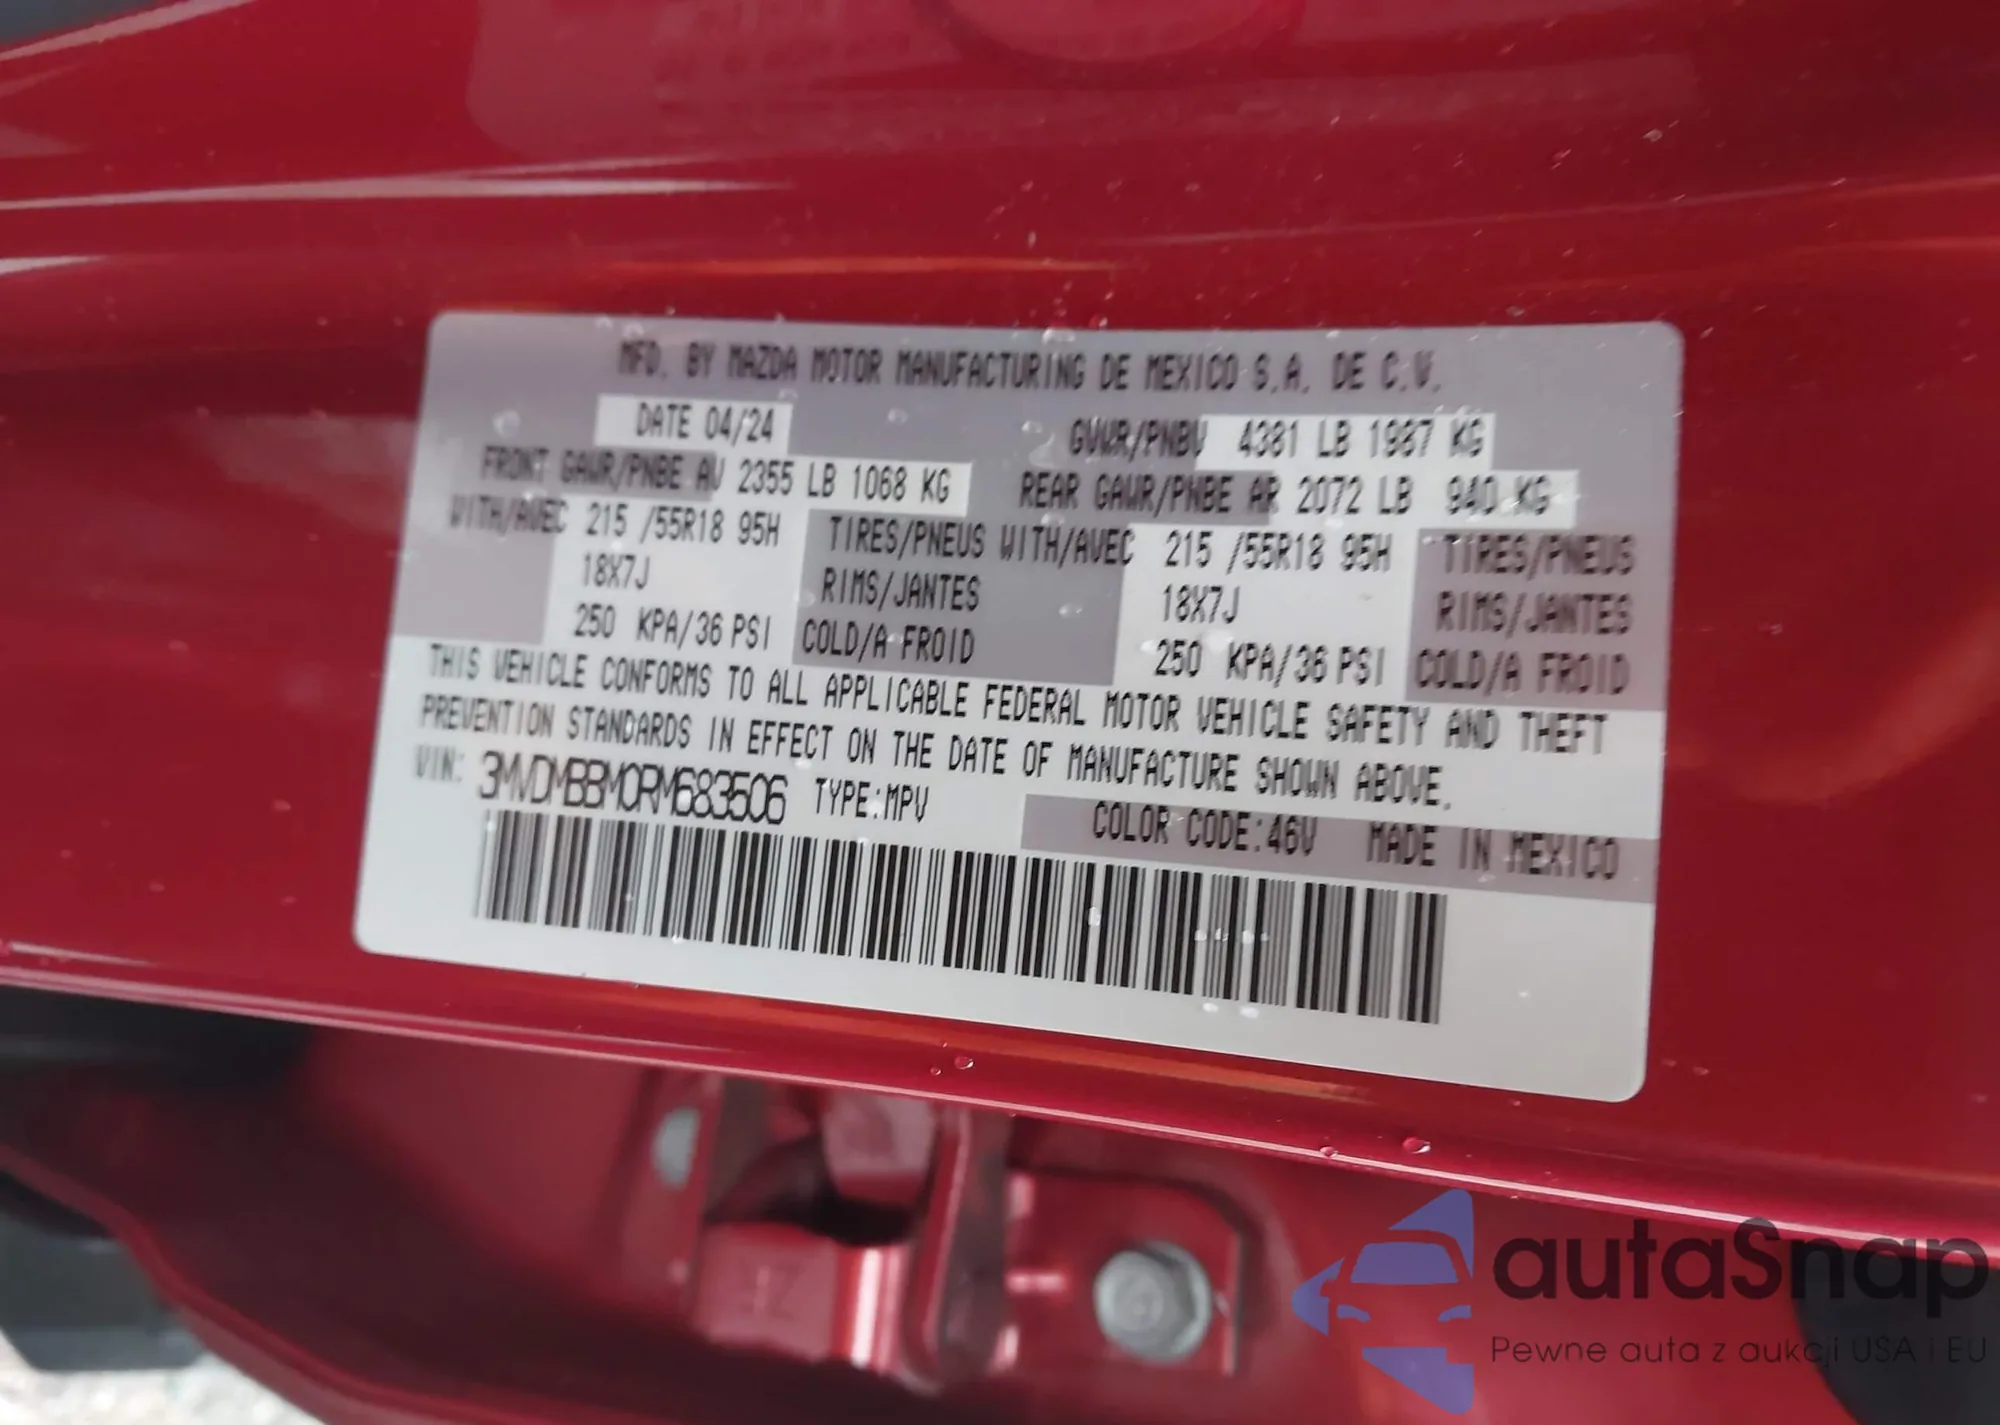 MFD. BY MAZDA MOTOR MANUFACTURING DE MEXICO S.A. DE C.V.
DATE 04/24 GVWR/PNBV 4381 LB 1987 KG
FRONT GAWR/PNBE AV 2355 LB 1068 KG REAR GAWR/PNBE AR 2072 LB 940 KG
WITH/AVEC 215 /55R18 95H TIRES/PNEUS WITH/AVEC 215 /55R18 95H TIRES/PNEUS
18X7J RIMS/JANTES 18X7J RIMS/JANTES
250 KPA/36 PSI COLD/A FROID 250 KPA/36 PSI COLD/A FROID
THIS VEHICLE CONFORMS TO ALL APPLICABLE FEDERAL MOTOR VEHICLE SAFETY AND THEFT
PREVENTION STANDARDS IN EFFECT ON THE DATE OF MANUFACTURE SHOWN ABOVE.
VIN: 3MVDMBBM0RM683506 TYPE:MPV
COLOR CODE:46V MADE IN MEXICO
autaSnap
Pewne auta z aukcji USA i EU